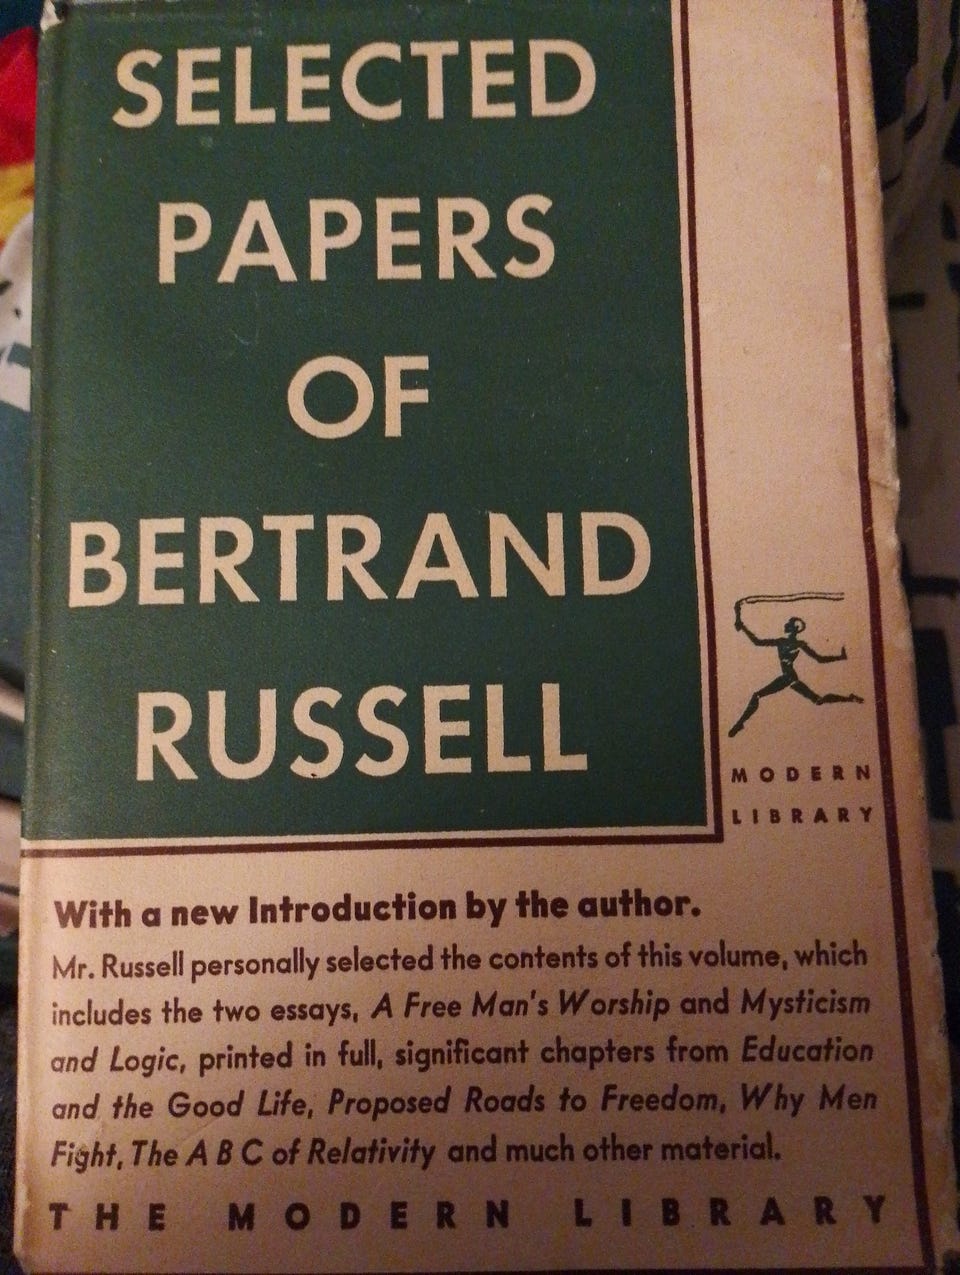 SELECTED
PAPERS
OF
BERTRAND
RUSSELL
MODERN
LIBRARY
With a new Introduction by the author.
Mr. Russell personally selected the contents of this volume, which
includes the two essays, A Free Man's Worship and Mysticism
and Logic, printed in full, significant chapters from Education
and the Good Life, Proposed Roads to Freedom, Why Men
Fight, The A B C of Relativity and much other material.
THE MODERN LIBRARY